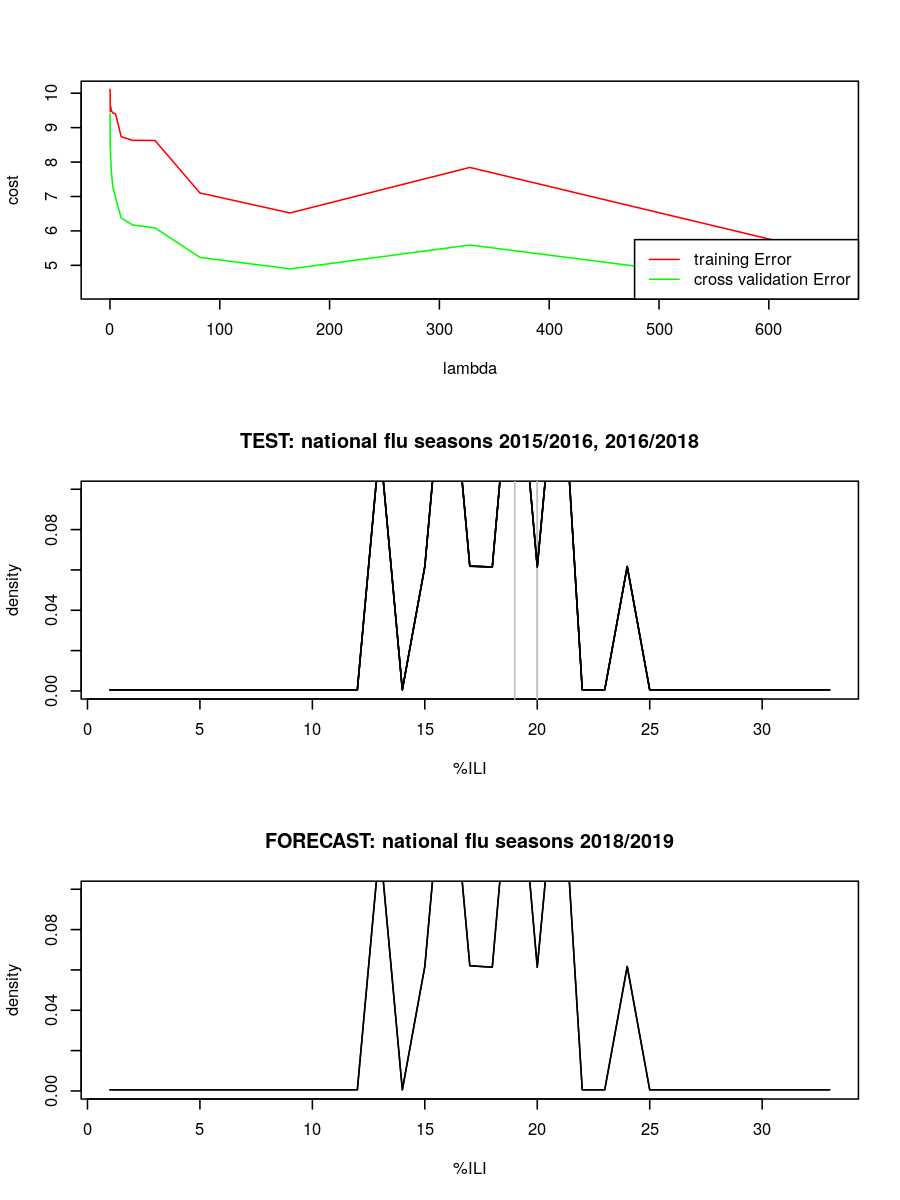 10
9
8
7
6
5
cost
training Error
cross validation Error
0 100 200 300 400 500 600
lambda
TEST: national flu seasons 2015/2016, 2016/2018
0.08
0.04
0.00
density
0 5 10 15 20 25 30
%ILI
FORECAST: national flu seasons 2018/2019
0.08
0.04
0.00
density
0 5 10 15 20 25 30
%ILI